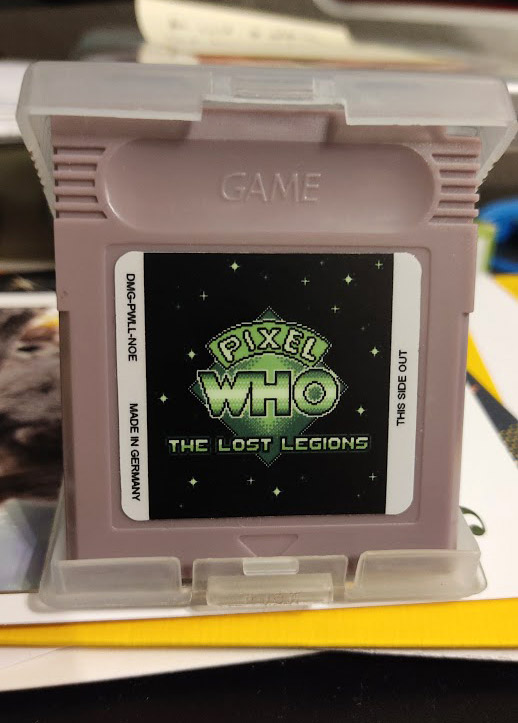 GAME
DMG-PWLL-NOE
MADE IN GERMANY
PIXEL
WHO
THE LOST LEGIONS
THIS SIDE OUT